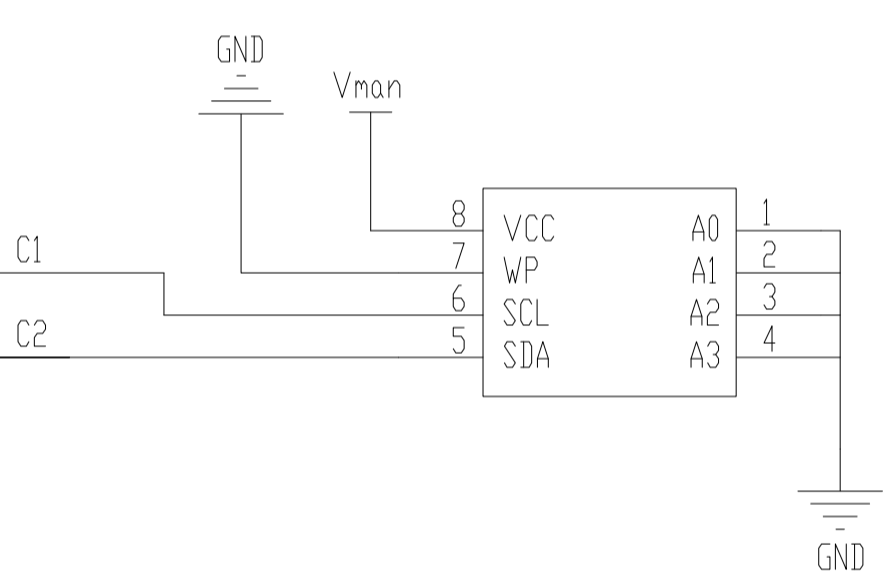 GND
Vman
8 VCC A0 1
C1 7 WP A1 2
6 SCL A2 3
C2 5 SDA A3 4
GND